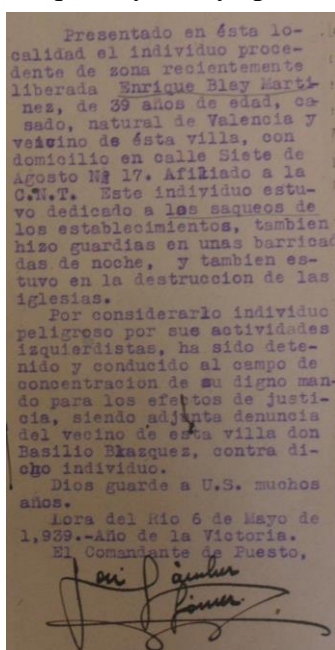 Presentado en ésta lo-
calidad el individuo proce-
dente de zona recientemente
liberada Enrique Blay Marti-
nez, de 39 años de edad, ca-
sado, natural de Valencia y
veicino de ésta villa, con
domicilio en calle Siete de
Agosto Nº 17. Afiliado a la
C.N.T. Este individuo estu-
vo dedicado a los saqueos de
los establecimientos, tambien
hizo guardias en unas barrica
das de noche, y tambien es-
tuvo en la destruccion de las
iglesias.
Por considerarlo individuo
peligroso por sus actividades
izquierdistas, ha sido dete-
nido y conducido al campo de
concentracion de su digno man-
do para los efectos de justi-
cia, siendo adjunta denuncia
del vecino de esta villa don
Basilio Blazquez, contra di-
cho individuo.
Dios guarde a U.S. muchos
años.
Lora del Rio 6 de Mayo de
1,939.-Año de la Victoria.
El Comandante de Puesto,